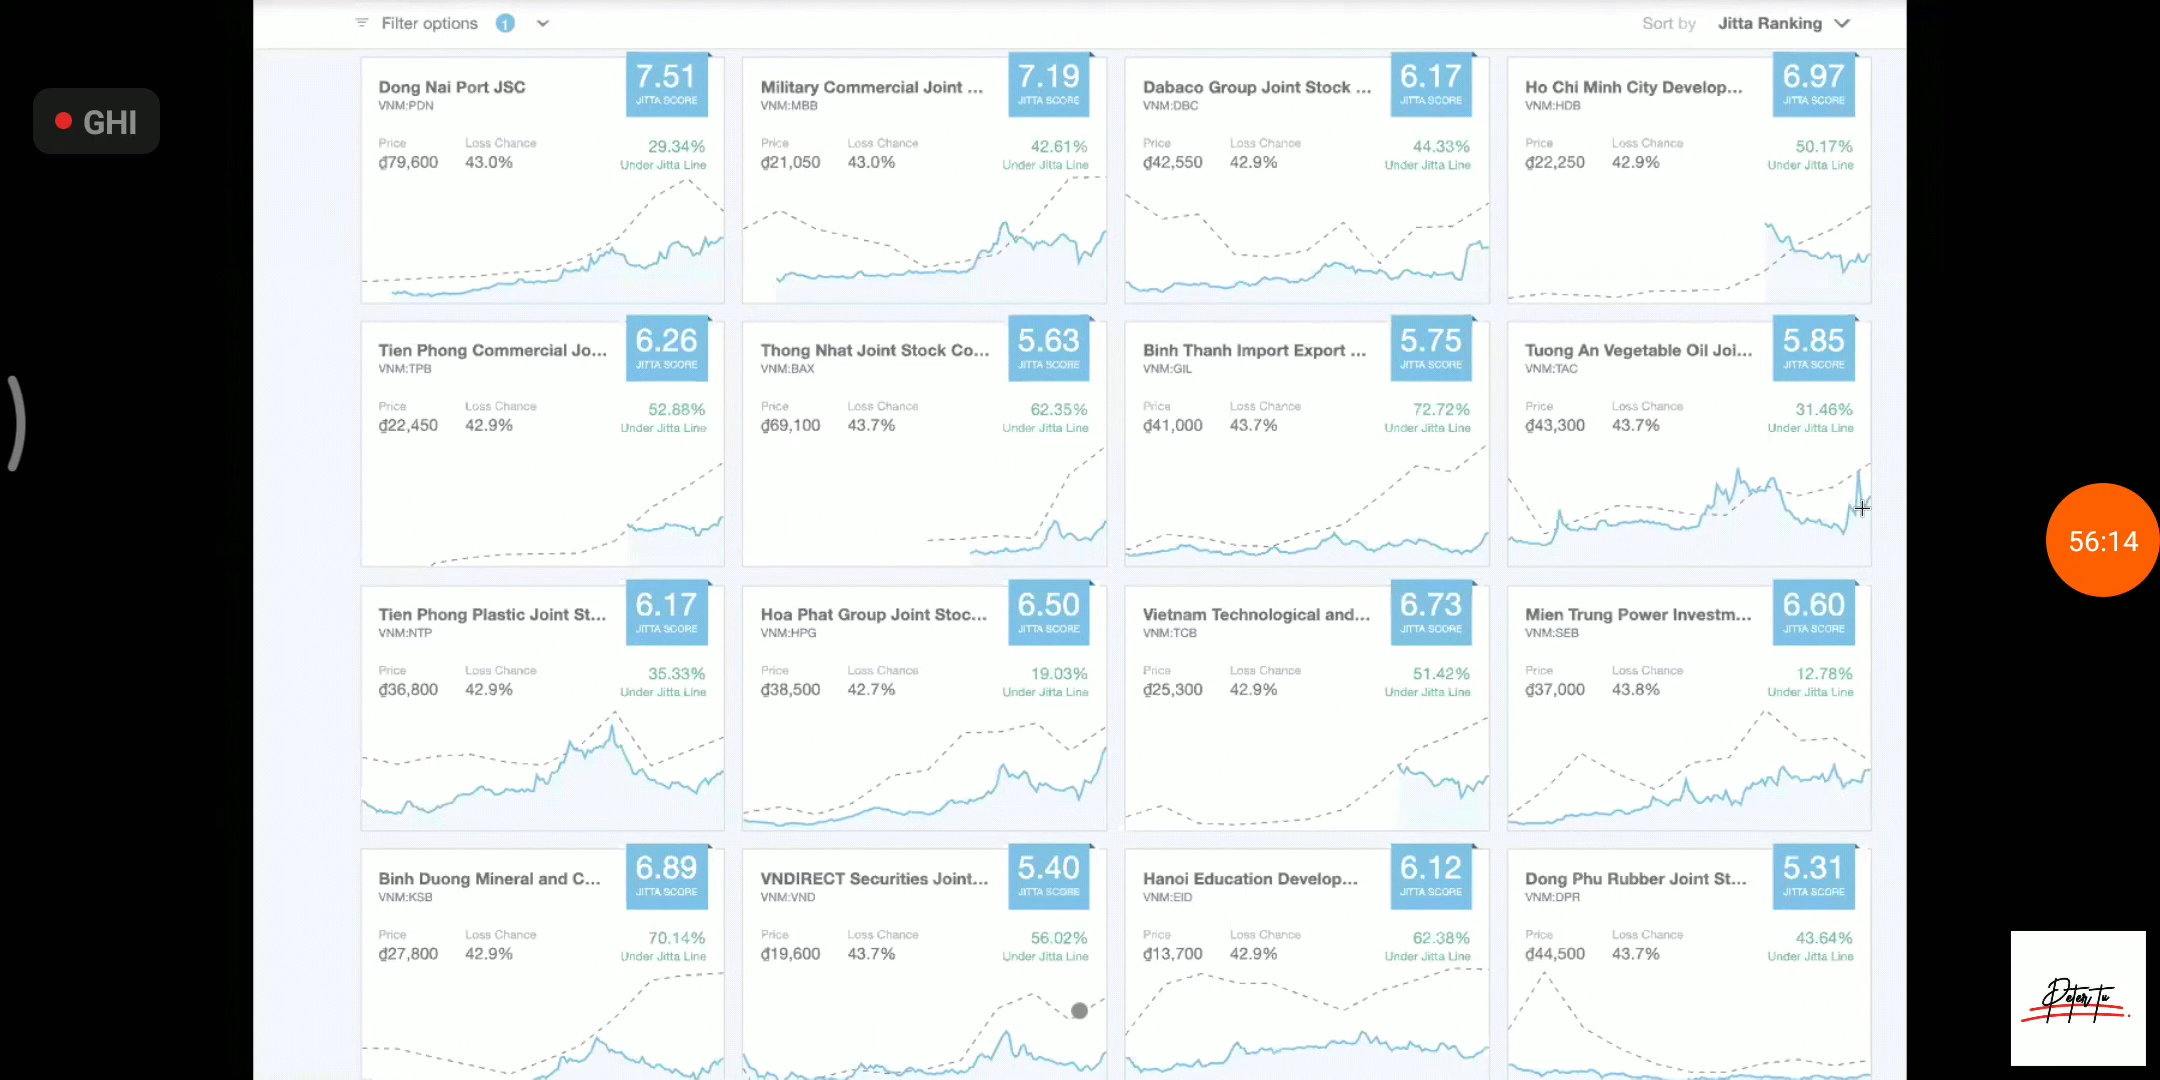 Filter options 1
Sort by Jitta Ranking
GHI
Dong Nai Port JSC
VNM:PDN
7.51
JITTA SCORE
Price
₫79,600
Loss Chance
43.0%
29.34%
Under Jitta Line
Military Commercial Joint ...
VNM:MBB
7.19
JITTA SCORE
Price
₫21,050
Loss Chance
43.0%
42.61%
Under Jitta Line
Dabaco Group Joint Stock ...
VNM:DBC
6.17
JITTA SCORE
Price
₫42,550
Loss Chance
42.9%
44.33%
Under Jitta Line
Ho Chi Minh City Develop...
VNM:HDB
6.97
JITTA SCORE
Price
₫22,250
Loss Chance
42.9%
50.17%
Under Jitta Line
Tien Phong Commercial Jo...
VNM:TPB
6.26
JITTA SCORE
Price
₫22,450
Loss Chance
42.9%
52.88%
Under Jitta Line
Thong Nhat Joint Stock Co...
VNM:BAX
5.63
JITTA SCORE
Price
₫69,100
Loss Chance
43.7%
62.35%
Under Jitta Line
Binh Thanh Import Export ...
VNM:GIL
5.75
JITTA SCORE
Price
₫41,000
Loss Chance
43.7%
72.72%
Under Jitta Line
Tuong An Vegetable Oil Joi...
VNM:TAC
5.85
JITTA SCORE
Price
₫43,300
Loss Chance
43.7%
31.46%
Under Jitta Line
56:14
Tien Phong Plastic Joint St...
VNM:NTP
6.17
JITTA SCORE
Price
₫36,800
Loss Chance
42.9%
35.33%
Under Jitta Line
Hoa Phat Group Joint Stoc...
VNM:HPG
6.50
JITTA SCORE
Price
₫38,500
Loss Chance
42.7%
19.03%
Under Jitta Line
Vietnam Technological and...
VNM:TCB
6.73
JITTA SCORE
Price
₫25,300
Loss Chance
42.9%
51.42%
Under Jitta Line
Mien Trung Power Investm...
VNM:SEB
6.60
JITTA SCORE
Price
₫37,000
Loss Chance
43.8%
12.78%
Under Jitta Line
Binh Duong Mineral and C...
VNM:KSB
6.89
JITTA SCORE
Price
₫27,800
Loss Chance
42.9%
70.14%
Under Jitta Line
VNDIRECT Securities Joint...
VNM:VND
5.40
JITTA SCORE
Price
₫19,600
Loss Chance
43.7%
56.02%
Under Jitta Line
Hanoi Education Develop...
VNM:EID
6.12
JITTA SCORE
Price
₫13,700
Loss Chance
42.9%
62.38%
Under Jitta Line
Dong Phu Rubber Joint St...
VNM:DPR
5.31
JITTA SCORE
Price
₫44,500
Loss Chance
43.7%
43.64%
Under Jitta Line
Peter Tu